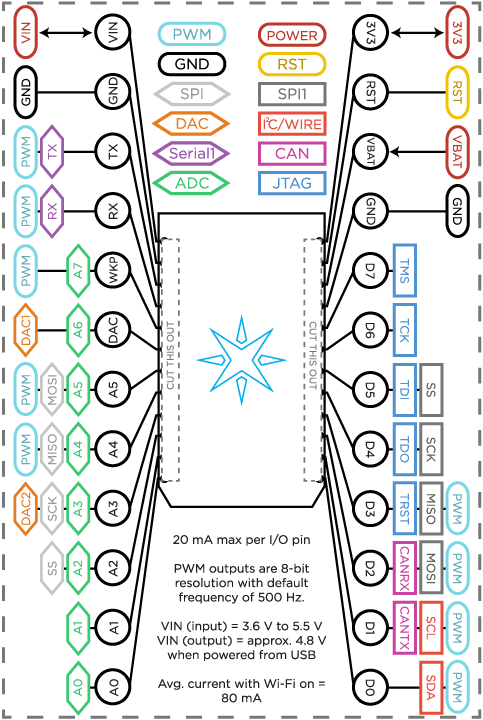 VIN VIN PWM POWER 3V3 3V3
GND GND GND RST RST RST
PWM TX TX SPI SPI1 VBAT VBAT
PWM RX RX DAC I²C/WIRE GND GND
Serial1 CAN
ADC JTAG
PWM A7 WKP D7 TMS
DAC1 A6 DAC D6 TCK
PWM MOSI A5 A5 D5 TDI SS
PWM MISO A4 A4 D4 TDO SCK
DAC2 SCK A3 A3 D3 TRST MISO PWM
SS A2 A2 D2 CANRX MOSI PWM
A1 A1 D1 CANTX SCL PWM
A0 A0 D0 SDA PWM
CUT THIS OUT
CUT THIS OUT
20 mA max per I/O pin
PWM outputs are 8-bit
resolution with default
frequency of 500 Hz.
VIN (input) = 3.6 V to 5.5 V
VIN (output) = approx. 4.8 V
when powered from USB
Avg. current with Wi-Fi on =
80 mA